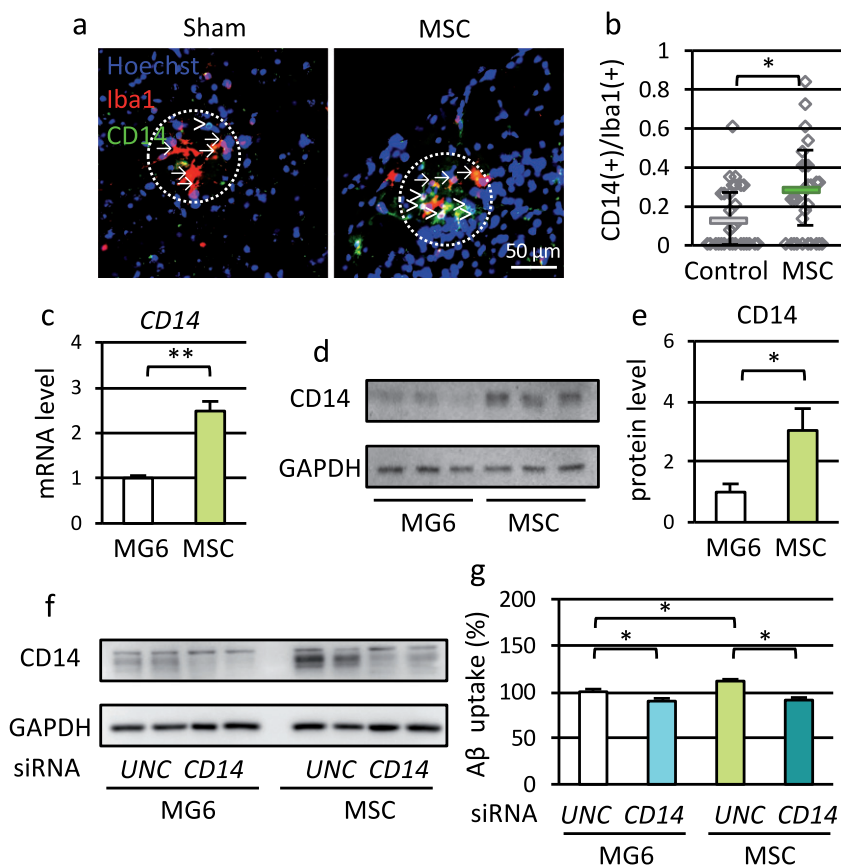 a
Sham
MSC
Hoechst
Iba1
CD14
50 µm
b
CD14(+)/Iba1(+)
1
0.8
0.6
0.4
0.2
0
*
Control MSC
c
CD14
mRNA level
4
3
2
1
0
**
MG6 MSC
d
CD14
GAPDH
MG6 MSC
e
CD14
protein level
6
4
2
0
*
MG6 MSC
f
CD14
GAPDH
siRNA UNC CD14 UNC CD14
MG6 MSC
g
Aβ uptake (%)
200
150
100
50
0
*
* *
siRNA UNC CD14 UNC CD14
MG6 MSC